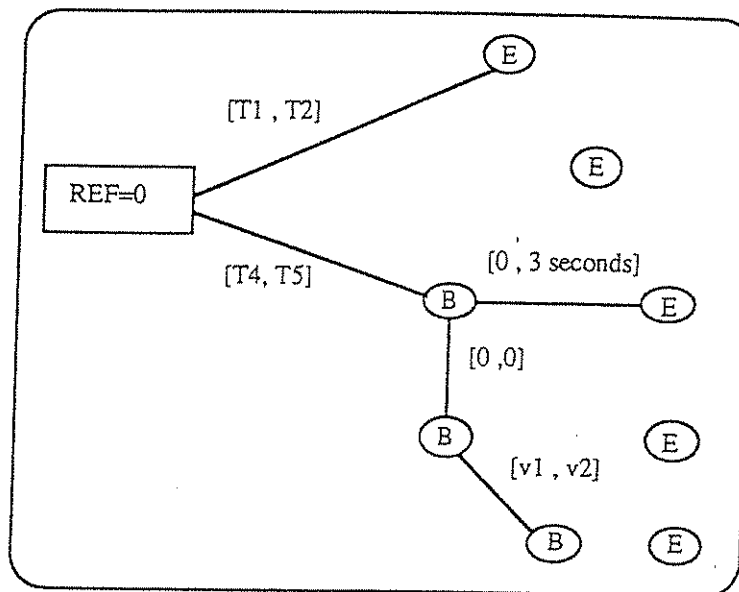 E
[T1 , T2]
E
REF=0
[T4, T5]
[0 , 3 seconds]
B
E
[0 ,0]
B
E
[v1 , v2]
B
E